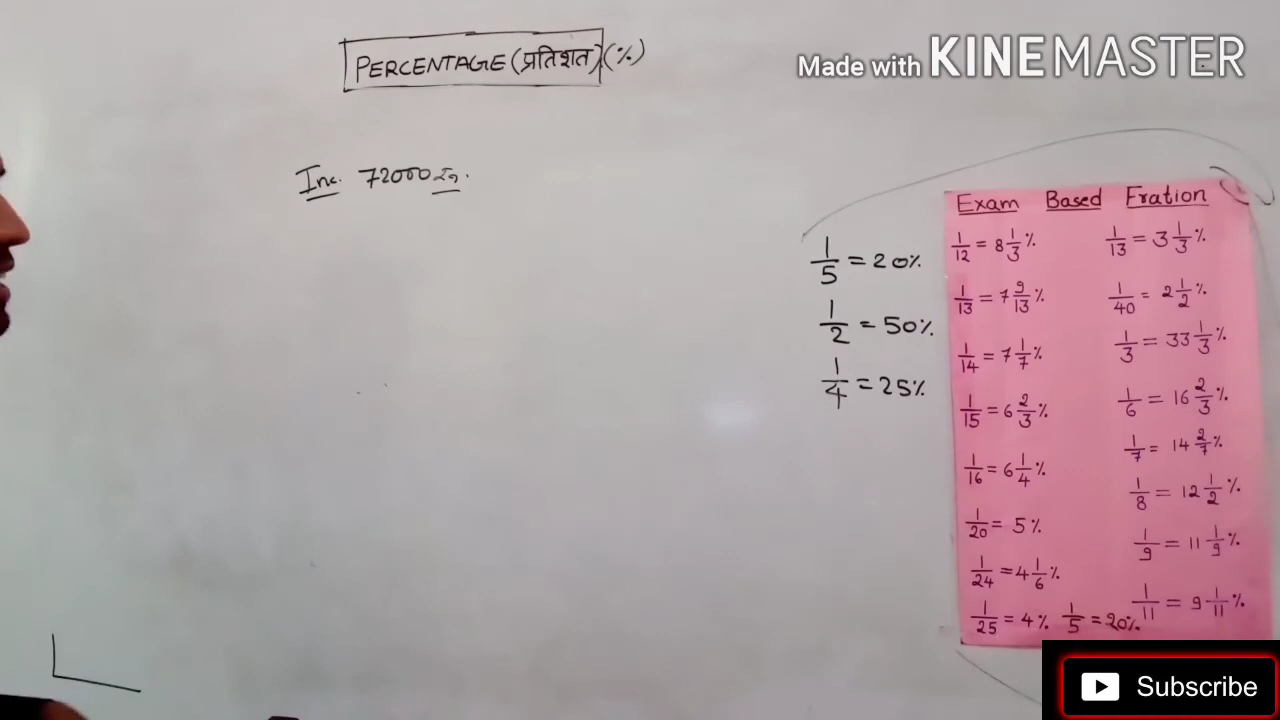 PERCENTAGE (प्रतिशत) (%)
Made with KINEMASTER
Inc. 72000 रू.
1/5 = 20%
1/2 = 50%
1/4 = 25%
Exam Based Fration
1/12 = 8 1/3 %
1/13 = 7 9/13 %
1/14 = 7 1/7 %
1/15 = 6 2/3 %
1/16 = 6 1/4 %
1/20 = 5 %
1/24 = 4 1/6 %
1/25 = 4%
1/5 = 20%
1/13 = 3 1/3 %
1/40 = 2 1/2 %
1/3 = 33 1/3 %
1/6 = 16 2/3 %
1/7 = 14 2/7 %
1/8 = 12 1/2 %
1/9 = 11 1/9 %
1/11 = 9 1/11 %
Subscribe